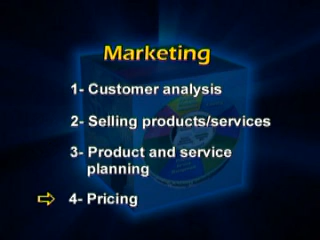 Marketing
1- Customer analysis
2- Selling products/services
3- Product and service
planning
4- Pricing